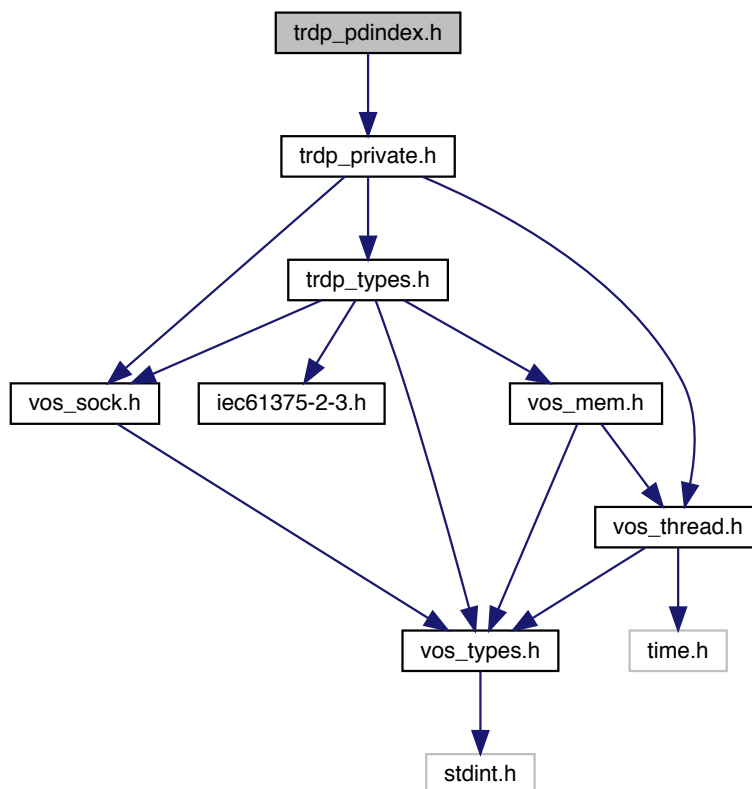 trdp_pdindex.h
trdp_private.h
trdp_types.h
vos_sock.h
iec61375-2-3.h
vos_mem.h
vos_thread.h
vos_types.h
time.h
stdint.h